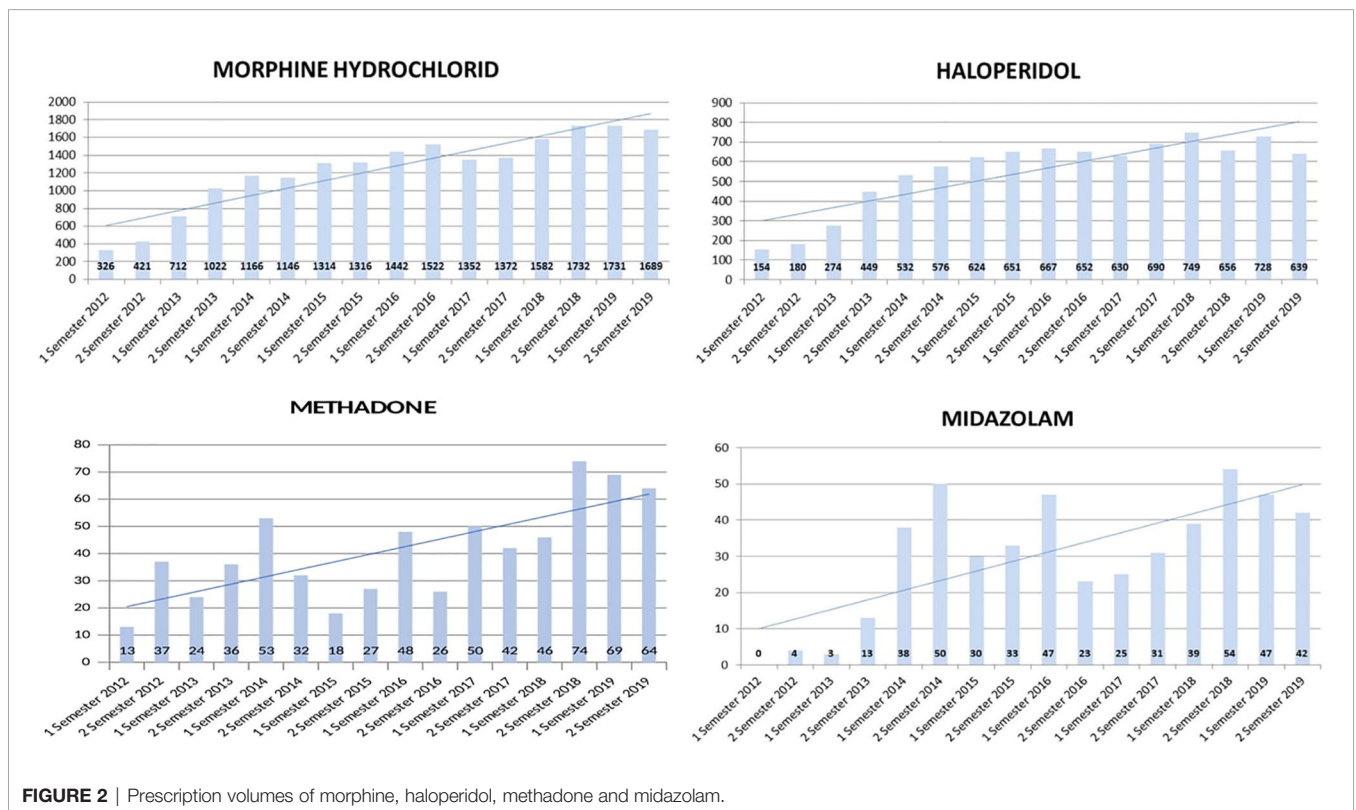 MORPHINE HYDROCHLORID
2000
1800
1600
1400
1200
1000
800
600
400
200
0
326 421 712 1022 1166 1146 1314 1316 1442 1522 1352 1372 1582 1732 1731 1689
1 Semester 2012
2 Semester 2012
1 Semester 2013
2 Semester 2013
1 Semester 2014
2 Semester 2014
1 Semester 2015
2 Semester 2015
1 Semester 2016
2 Semester 2016
1 Semester 2017
2 Semester 2017
1 Semester 2018
2 Semester 2018
1 Semester 2019
2 Semester 2019
HALOPERIDOL
900
800
700
600
500
400
300
200
100
0
154 180 274 449 532 576 624 651 667 652 630 690 749 656 728 639
1 Semester 2012
2 Semester 2012
1 Semester 2013
2 Semester 2013
1 Semester 2014
2 Semester 2014
1 Semester 2015
2 Semester 2015
1 Semester 2016
2 Semester 2016
1 Semester 2017
2 Semester 2017
1 Semester 2018
2 Semester 2018
1 Semester 2019
2 Semester 2019
METHADONE
80
70
60
50
40
30
20
10
0
13 37 24 36 53 32 18 27 48 26 50 42 46 74 69 64
1 Semester 2012
2 Semester 2012
1 Semester 2013
2 Semester 2013
1 Semester 2014
2 Semester 2014
1 Semester 2015
2 Semester 2015
1 Semester 2016
2 Semester 2016
1 Semester 2017
2 Semester 2017
1 Semester 2018
2 Semester 2018
1 Semester 2019
2 Semester 2019
MIDAZOLAM
60
50
40
30
20
10
0
0 4 3 13 38 50 30 33 47 23 25 31 39 54 47 42
1 Semester 2012
2 Semester 2012
1 Semester 2013
2 Semester 2013
1 Semester 2014
2 Semester 2014
1 Semester 2015
2 Semester 2015
1 Semester 2016
2 Semester 2016
1 Semester 2017
2 Semester 2017
1 Semester 2018
2 Semester 2018
1 Semester 2019
2 Semester 2019
FIGURE 2 | Prescription volumes of morphine, haloperidol, methadone and midazolam.